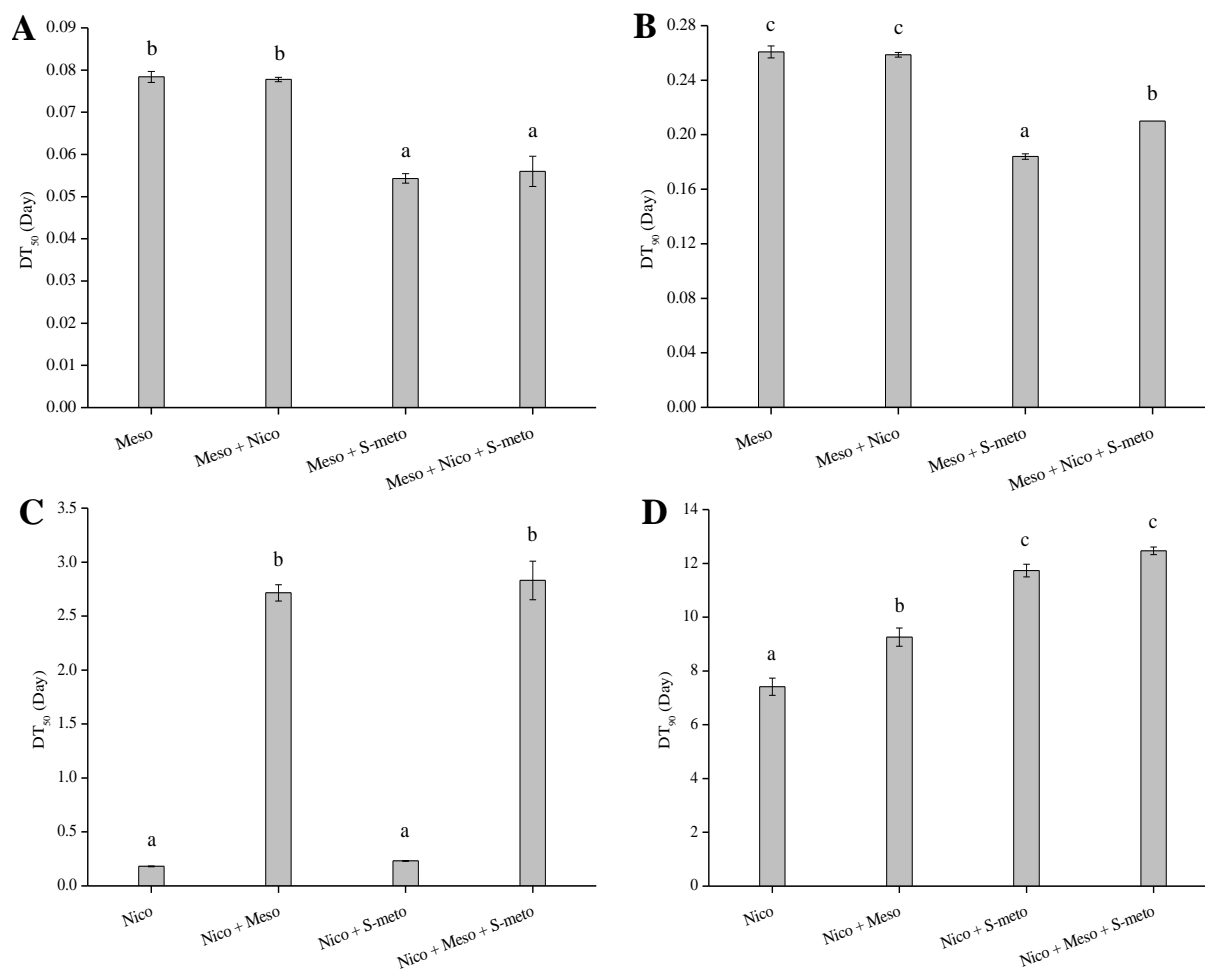 A
DT50 (Day)
0.09
0.08
0.07
0.06
0.05
0.04
0.03
0.02
0.01
0.00
b
b
a
a
Meso
Meso + Nico
Meso + S-meto
Meso + Nico + S-meto
B
DT90 (Day)
0.28
0.24
0.20
0.16
0.12
0.08
0.04
0.00
c
c
a
b
Meso
Meso + Nico
Meso + S-meto
Meso + Nico + S-meto
C
DT50 (Day)
3.5
3.0
2.5
2.0
1.5
1.0
0.5
0.0
a
b
a
b
Nico
Nico + Meso
Nico + S-meto
Nico + Meso + S-meto
D
DT90 (Day)
14
12
10
8
6
4
2
0
a
b
c
c
Nico
Nico + Meso
Nico + S-meto
Nico + Meso + S-meto